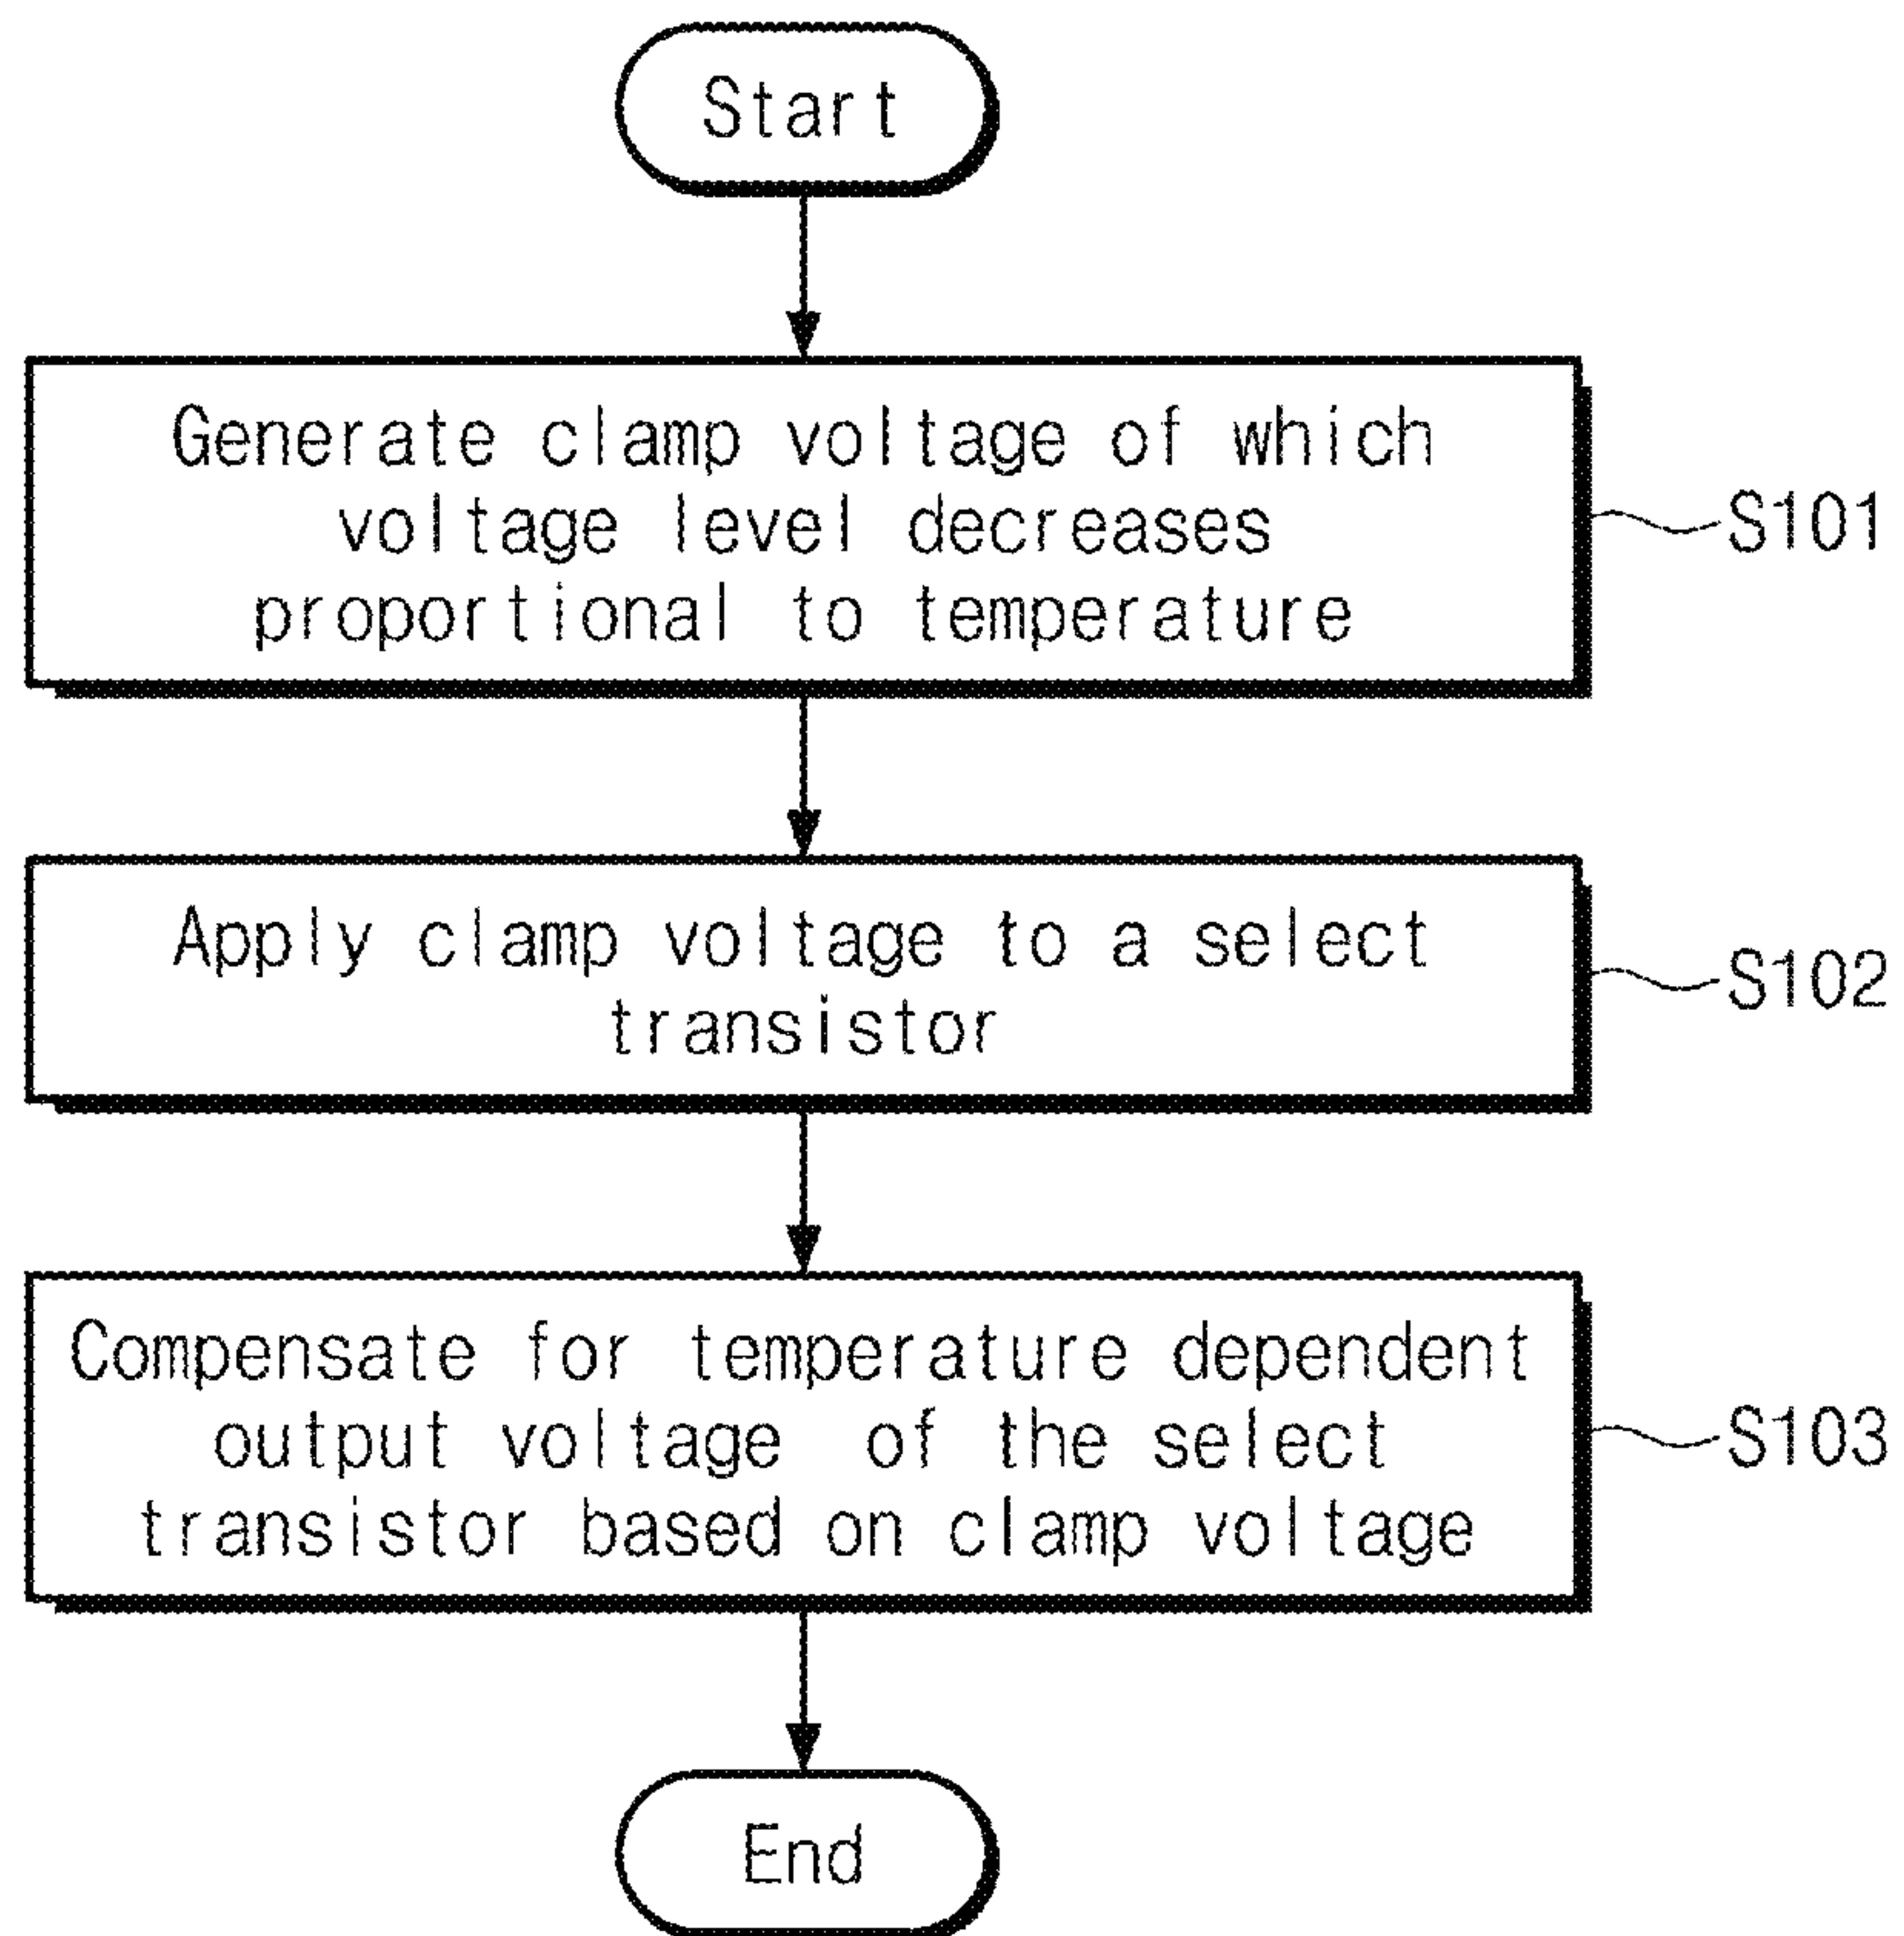 Start
Generate clamp voltage of which
voltage level decreases
proportional to temperature
S101
Apply clamp voltage to a select
transistor
S102
Compensate for temperature dependent
output voltage of the select
transistor based on clamp voltage
S103
End